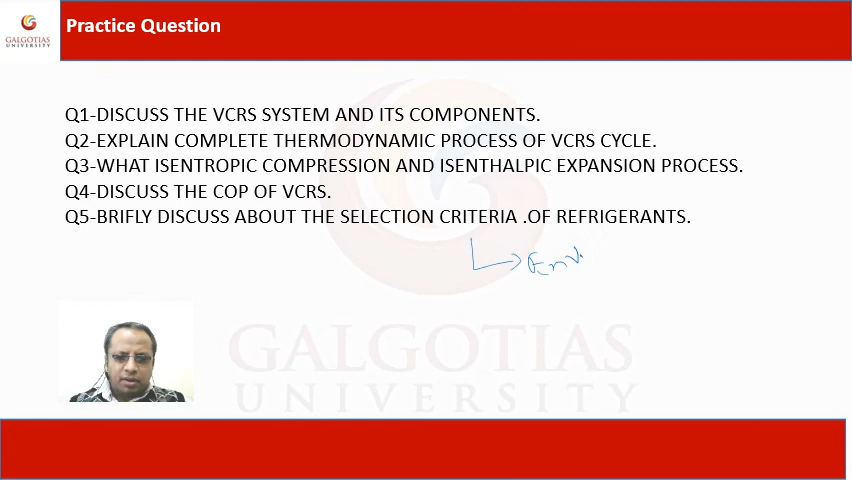 GALGOTIAS
UNIVERSITY
Practice Question
Q1-DISCUSS THE VCRS SYSTEM AND ITS COMPONENTS.
Q2-EXPLAIN COMPLETE THERMODYNAMIC PROCESS OF VCRS CYCLE.
Q3-WHAT ISENTROPIC COMPRESSION AND ISENTHALPIC EXPANSION PROCESS.
Q4-DISCUSS THE COP OF VCRS.
Q5-BRIFLY DISCUSS ABOUT THE SELECTION CRITERIA .OF REFRIGERANTS.
Env
GALGOTIAS
UNIVERSITY